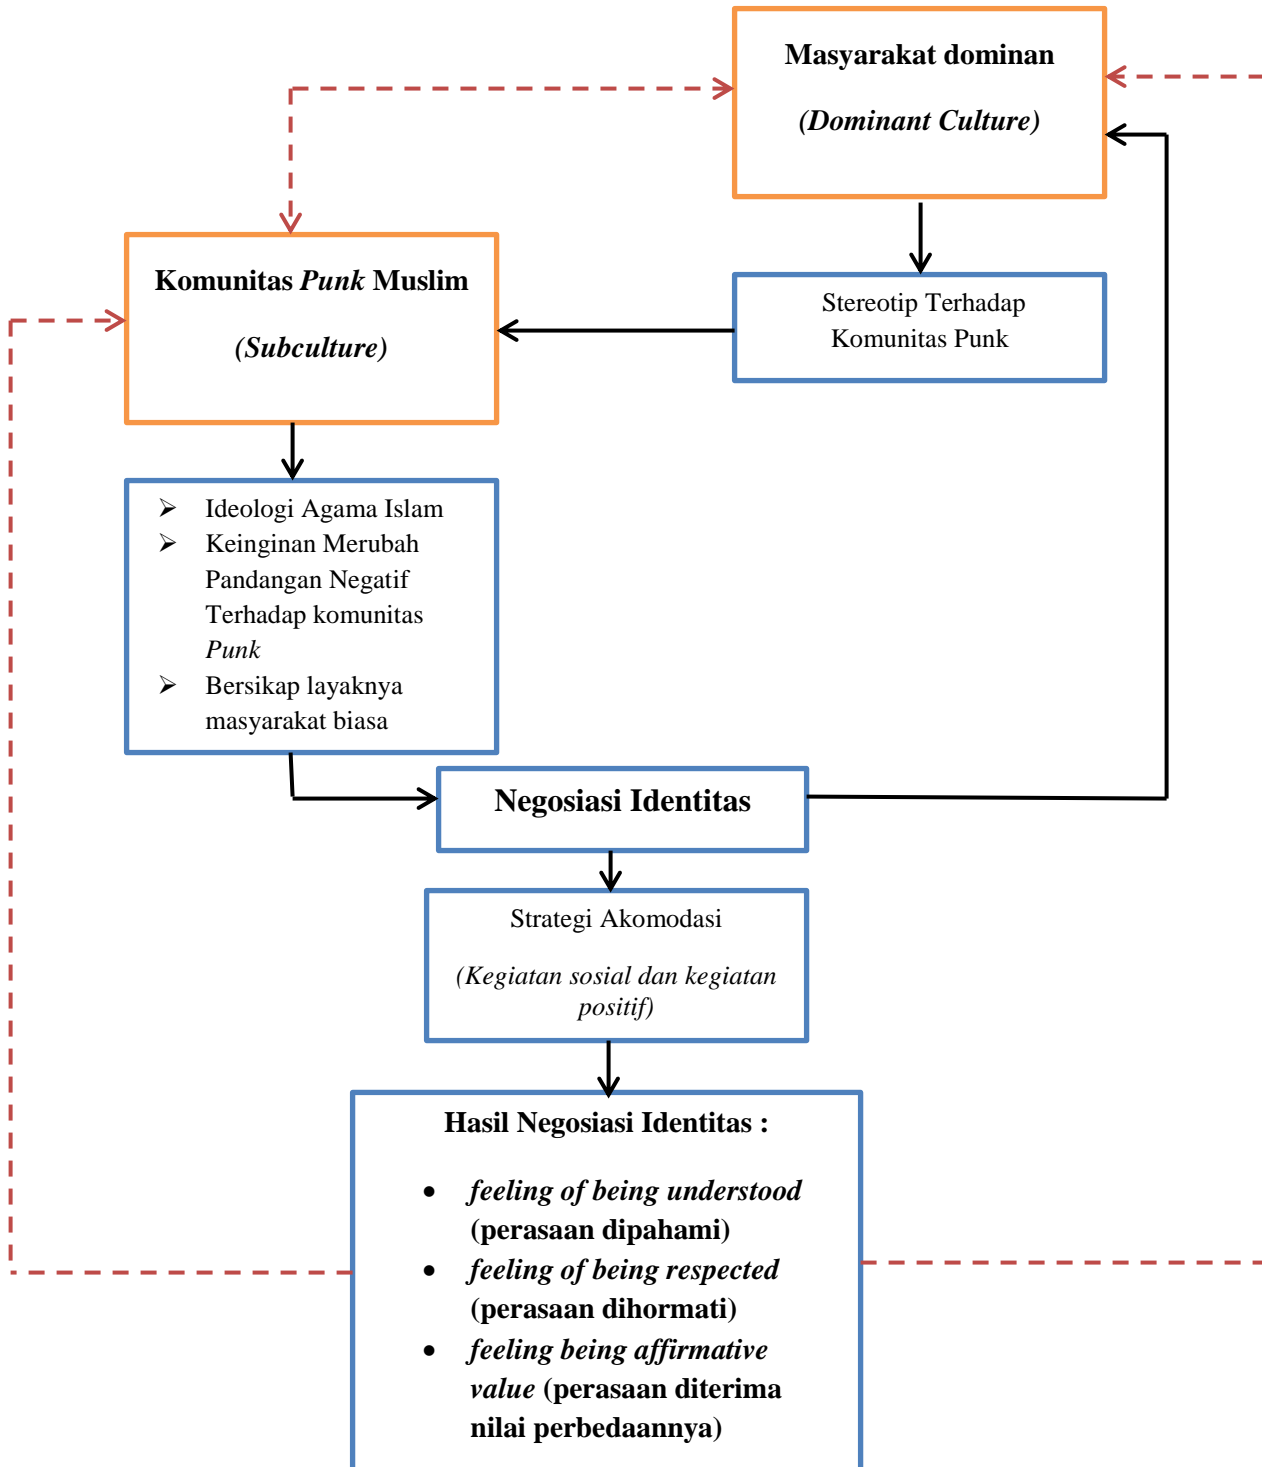 Masyarakat dominan
(Dominant Culture)
Komunitas Punk Muslim
(Subculture)
Stereotip Terhadap
Komunitas Punk
➢ Ideologi Agama Islam
➢ Keinginan Merubah
Pandangan Negatif
Terhadap komunitas
Punk
➢ Bersikap layaknya
masyarakat biasa
Negosiasi Identitas
Strategi Akomodasi
(Kegiatan sosial dan kegiatan
positif)
Hasil Negosiasi Identitas :
• feeling of being understood
(perasaan dipahami)
• feeling of being respected
(perasaan dihormati)
• feeling being affirmative
value (perasaan diterima
nilai perbedaannya)